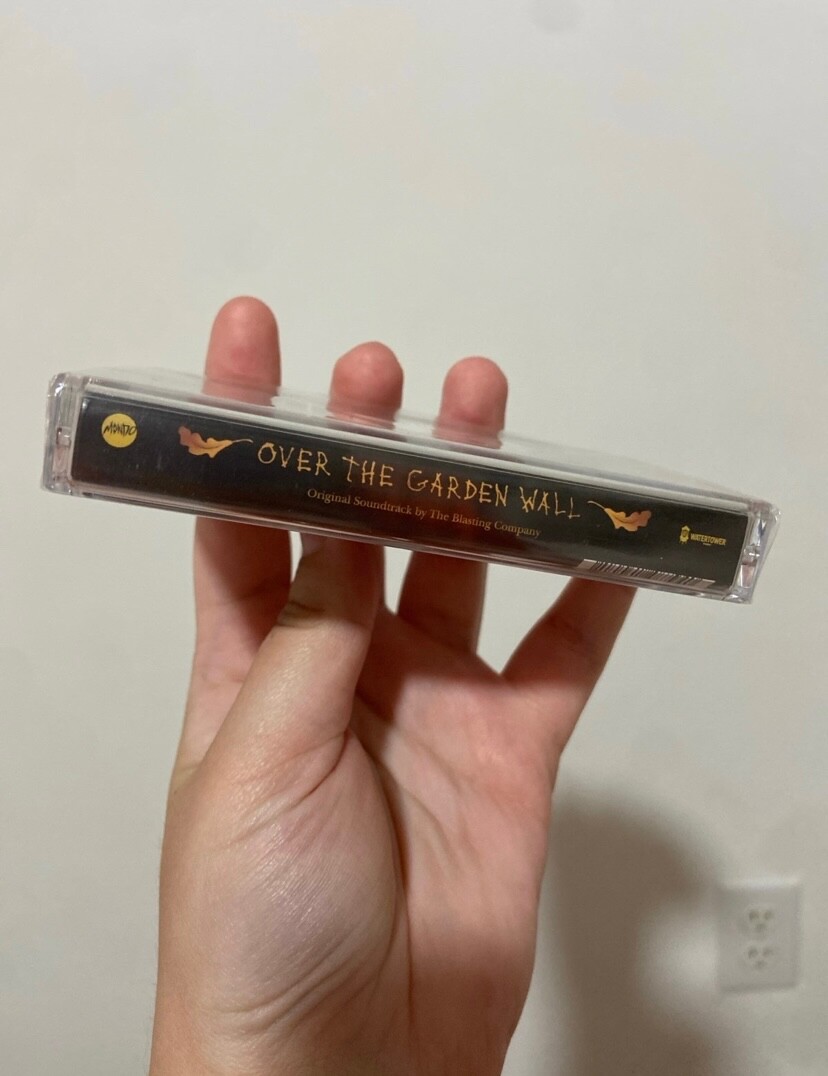 MONDO
OVER THE GARDEN WALL
Original Soundtrack by The Blasting Company
WATERTOWER